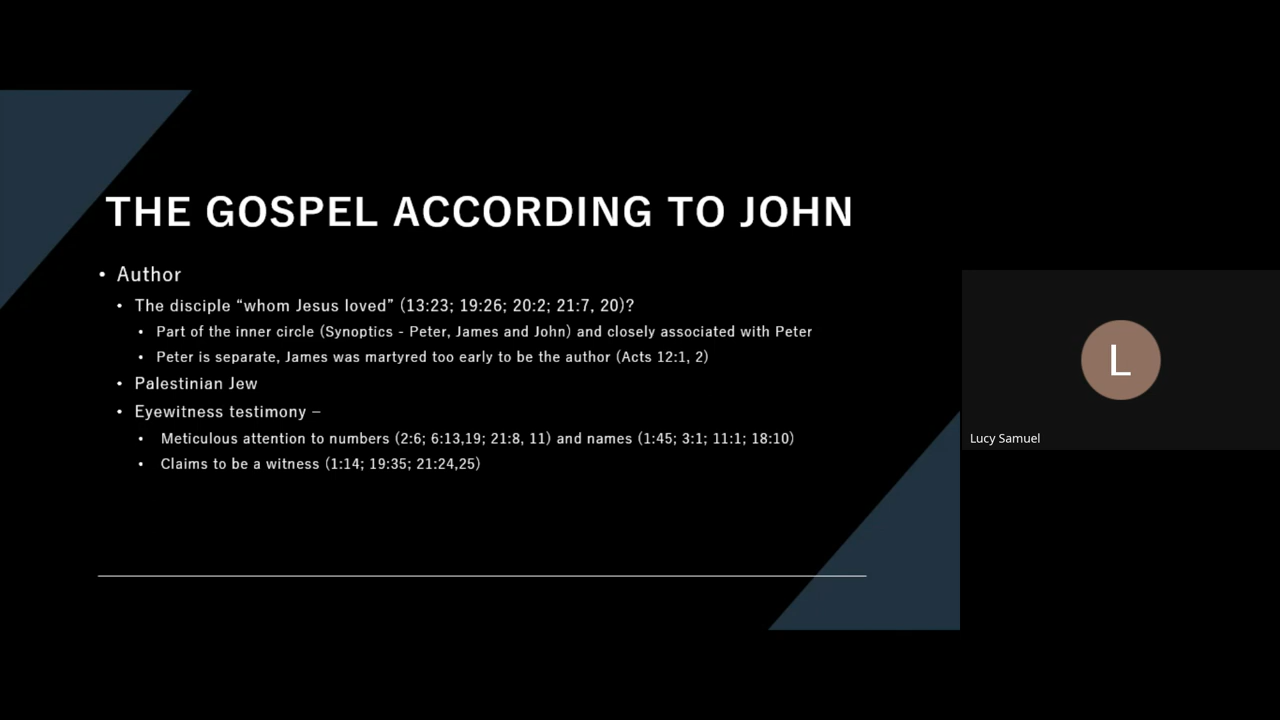 THE GOSPEL ACCORDING TO JOHN
• Author
• The disciple “whom Jesus loved” (13:23; 19:26; 20:2; 21:7, 20)?
• Part of the inner circle (Synoptics - Peter, James and John) and closely associated with Peter
• Peter is separate, James was martyred too early to be the author (Acts 12:1, 2)
• Palestinian Jew
• Eyewitness testimony –
• Meticulous attention to numbers (2:6; 6:13,19; 21:8, 11) and names (1:45; 3:1; 11:1; 18:10)
• Claims to be a witness (1:14; 19:35; 21:24,25)
L
Lucy Samuel